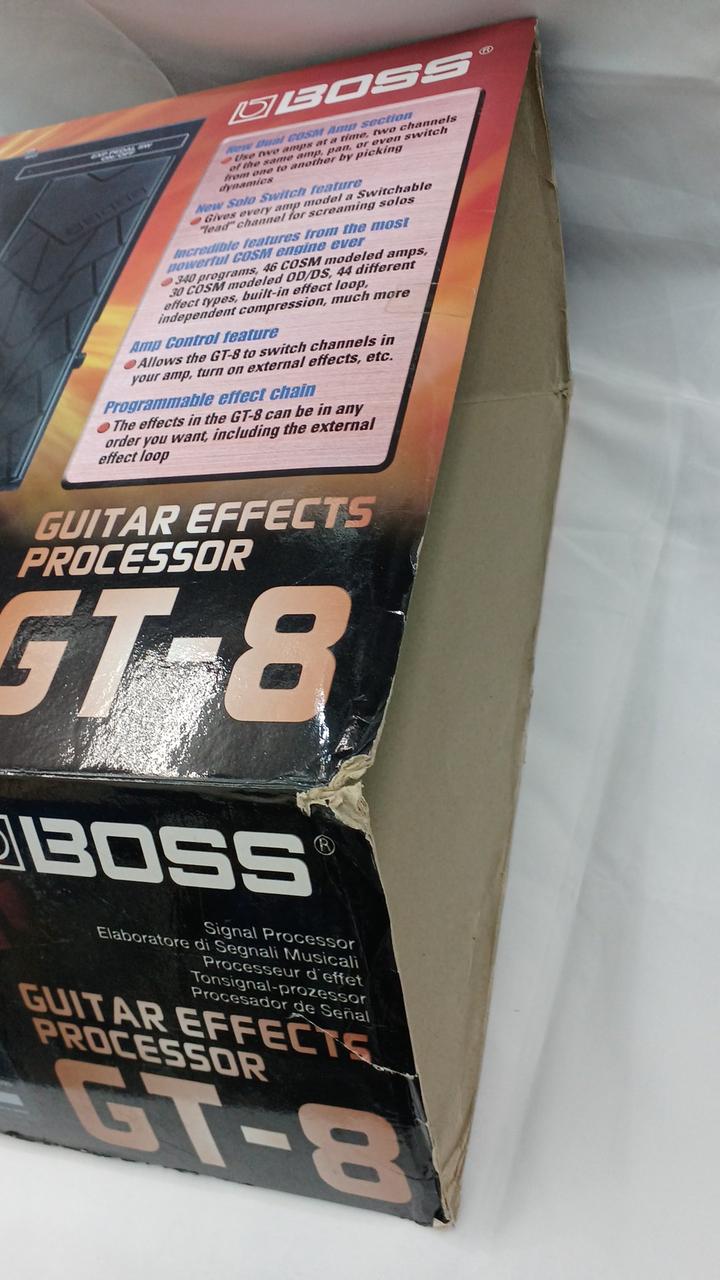 BOSS®
EXP PEDAL SW
ON/OFF
New Dual COSM Amp section
Use two amps at a time, two channels
of the same amp, pan, or even switch
from one to another by picking
dynamics
New Solo Switch feature
Gives every amp model a Switchable
"lead" channel for screaming solos
Incredible features from the most
powerful COSM engine ever
340 programs, 46 COSM modeled amps,
30 COSM modeled OD/DS, 44 different
effect types, built-in effect loop,
independent compression, much more
Amp Control feature
Allows the GT-8 to switch channels in
your amp, turn on external effects, etc.
Programmable effect chain
The effects in the GT-8 can be in any
order you want, including the external
effect loop
GUITAR EFFECTS
PROCESSOR
GT-8
BOSS®
Signal Processor
Elaboratore di Segnali Musicali
Processeur d'effet
Tonsignal-prozessor
Procesador de Señal
GUITAR EFFECTS
PROCESSOR
GT-8